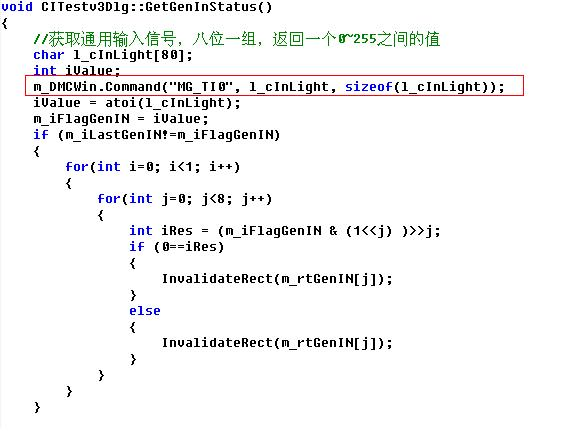 void CITestv3Dlg::GetGenInStatus()
{
//获取通用输入信号，八位一组，返回一个0~255之间的值
char l_cInLight[80];
int iValue;
m_DMCWin.Command("MG_TI0", l_cInLight, sizeof(l_cInLight));
iValue = atoi(l_cInLight);
m_iFlagGenIN = iValue;
if (m_iLastGenIN!=m_iFlagGenIN)
{
for(int i=0; i<1; i++)
{
for(int j=0; j<8; j++)
{
int iRes = (m_iFlagGenIN & (1<<j) )>>j;
if (0==iRes)
{
InvalidateRect(m_rtGenIN[j]);
}
else
{
InvalidateRect(m_rtGenIN[j]);
}
}
}
}